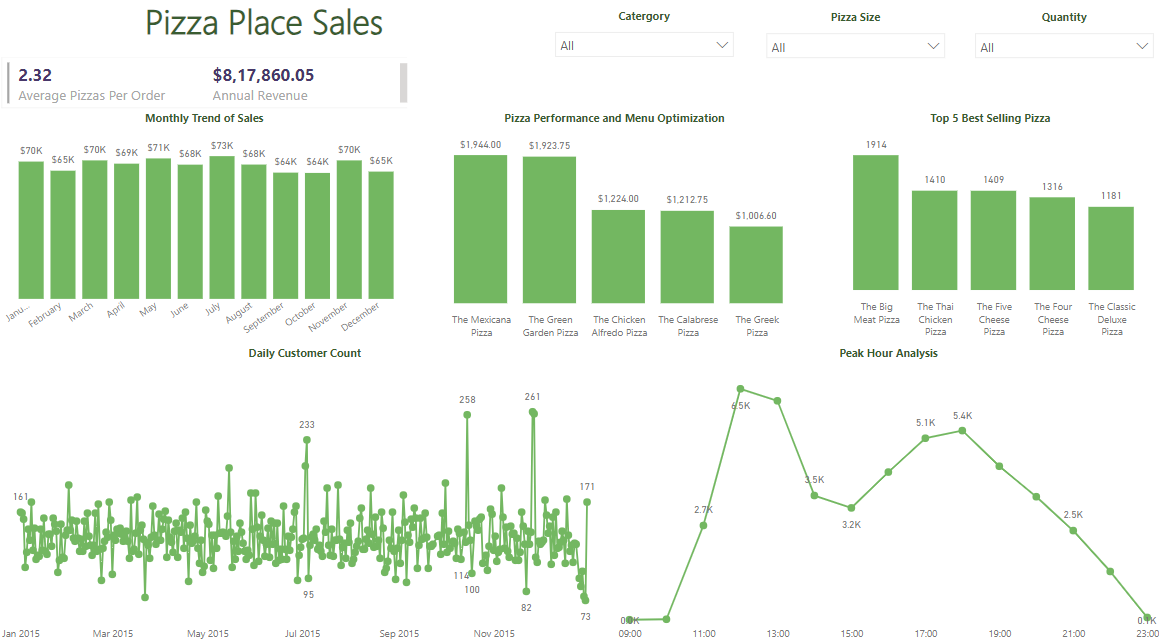 Pizza Place Sales
Catergory
Pizza Size
Quantity
All
All
All
2.32
Average Pizzas Per Order
$8,17,860.05
Annual Revenue
Monthly Trend of Sales
$70K
$65K
$70K
$69K
$71K
$68K
$73K
$68K
$64K
$64K
$70K
$65K
Janu...
February
March
April
May
June
July
August
September
October
November
December
Pizza Performance and Menu Optimization
$1,944.00
$1,923.75
$1,224.00
$1,212.75
$1,006.60
The Mexicana
Pizza
The Green
Garden Pizza
The Chicken
Alfredo Pizza
The Calabrese
Pizza
The Greek
Pizza
Top 5 Best Selling Pizza
1914
1410
1409
1316
1181
The Big
Meat Pizza
The Thai
Chicken
Pizza
The Five
Cheese
Pizza
The Four
Cheese
Pizza
The Classic
Deluxe
Pizza
Daily Customer Count
161
233
258
261
171
95
114
100
82
73
Jan 2015
Mar 2015
May 2015
Jul 2015
Sep 2015
Nov 2015
Peak Hour Analysis
0.0K
2.7K
6.5K
3.5K
3.2K
5.1K
5.4K
2.5K
0.1K
09:00
11:00
13:00
15:00
17:00
19:00
21:00
23:00